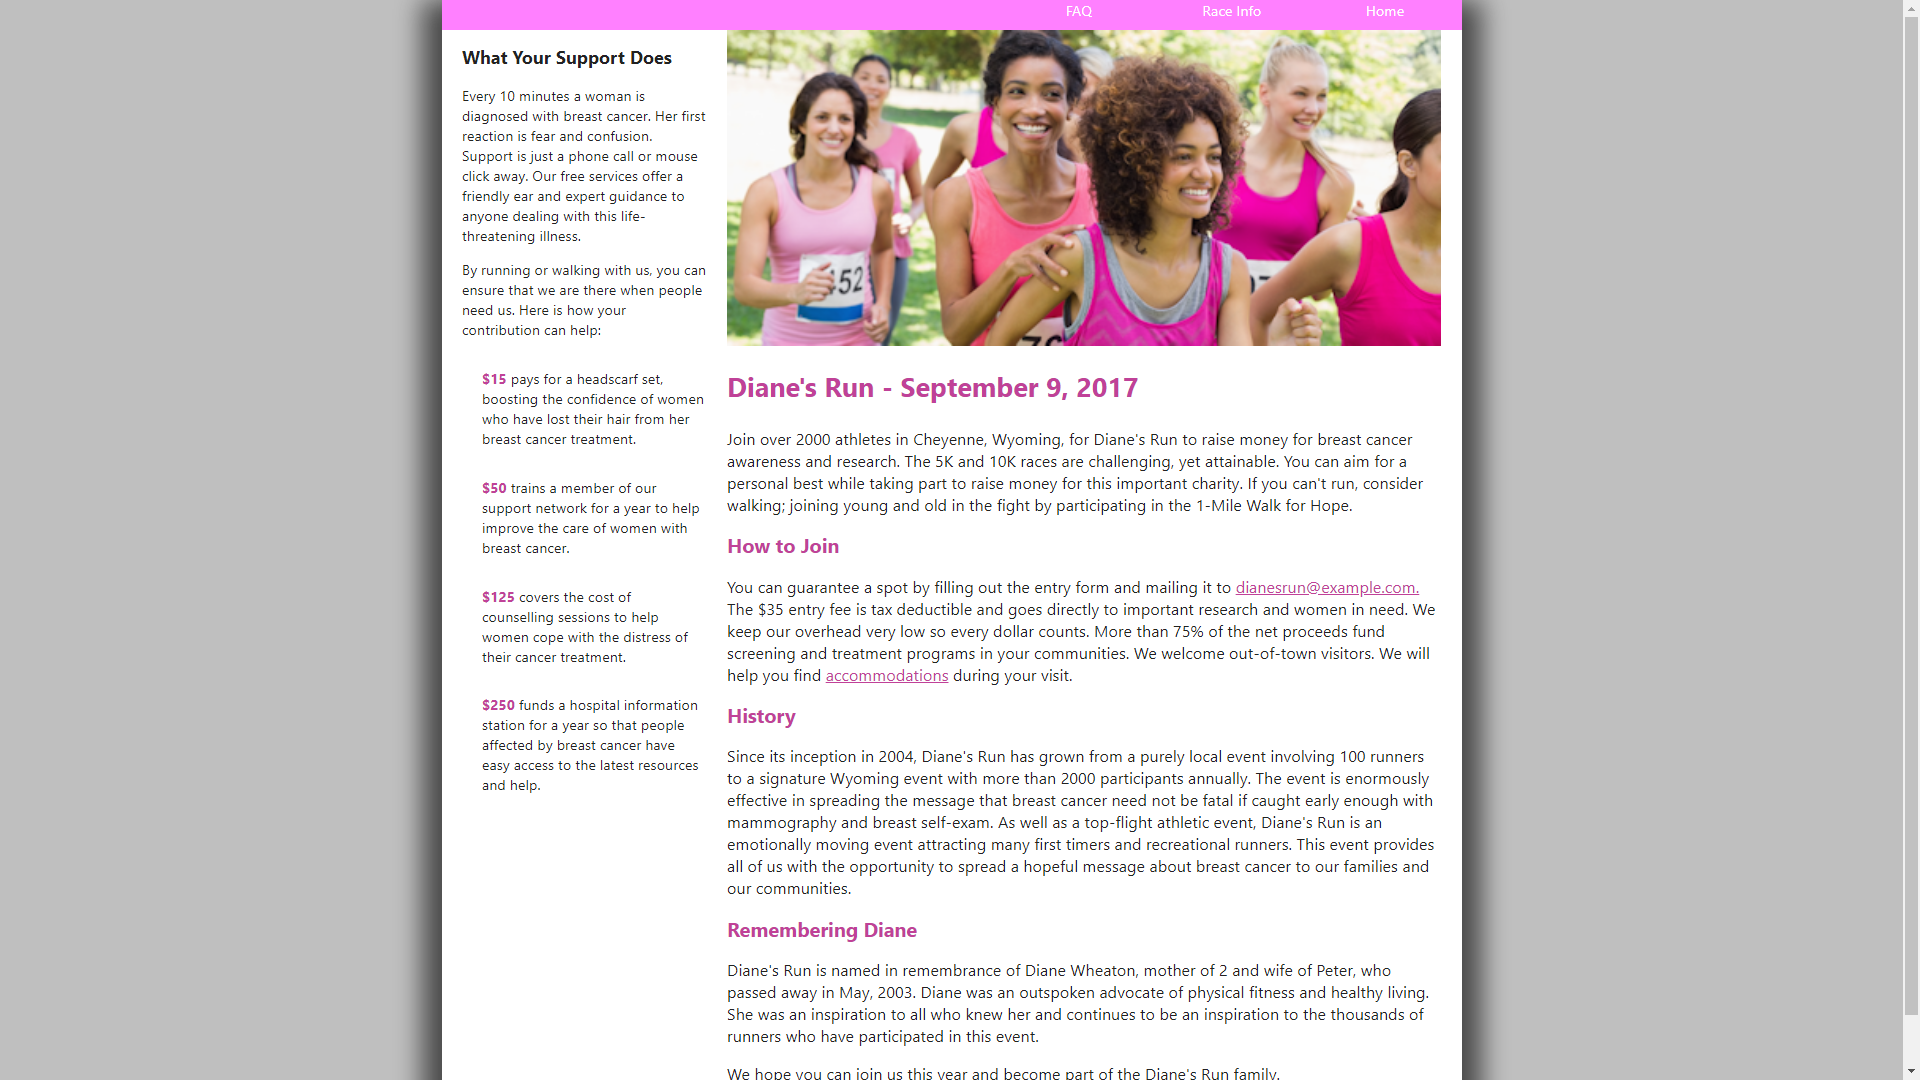 FAQ Race Info Home
What Your Support Does
Every 10 minutes a woman is
diagnosed with breast cancer. Her first
reaction is fear and confusion.
Support is just a phone call or mouse
click away. Our free services offer a
friendly ear and expert guidance to
anyone dealing with this life-
threatening illness.
By running or walking with us, you can
ensure that we are there when people
need us. Here is how your
contribution can help:
$15 pays for a headscarf set,
boosting the confidence of women
who have lost their hair from her
breast cancer treatment.
$50 trains a member of our
support network for a year to help
improve the care of women with
breast cancer.
$125 covers the cost of
counselling sessions to help
women cope with the distress of
their cancer treatment.
$250 funds a hospital information
station for a year so that people
affected by breast cancer have
easy access to the latest resources
and help.
452
Diane's Run - September 9, 2017
Join over 2000 athletes in Cheyenne, Wyoming, for Diane's Run to raise money for breast cancer
awareness and research. The 5K and 10K races are challenging, yet attainable. You can aim for a
personal best while taking part to raise money for this important charity. If you can't run, consider
walking; joining young and old in the fight by participating in the 1-Mile Walk for Hope.
How to Join
You can guarantee a spot by filling out the entry form and mailing it to dianesrun@example.com.
The $35 entry fee is tax deductible and goes directly to important research and women in need. We
keep our overhead very low so every dollar counts. More than 75% of the net proceeds fund
screening and treatment programs in your communities. We welcome out-of-town visitors. We will
help you find accommodations during your visit.
History
Since its inception in 2004, Diane's Run has grown from a purely local event involving 100 runners
to a signature Wyoming event with more than 2000 participants annually. The event is enormously
effective in spreading the message that breast cancer need not be fatal if caught early enough with
mammography and breast self-exam. As well as a top-flight athletic event, Diane's Run is an
emotionally moving event attracting many first timers and recreational runners. This event provides
all of us with the opportunity to spread a hopeful message about breast cancer to our families and
our communities.
Remembering Diane
Diane's Run is named in remembrance of Diane Wheaton, mother of 2 and wife of Peter, who
passed away in May, 2003. Diane was an outspoken advocate of physical fitness and healthy living.
She was an inspiration to all who knew her and continues to be an inspiration to the thousands of
runners who have participated in this event.
We hope you can join us this year and become part of the Diane's Run family.